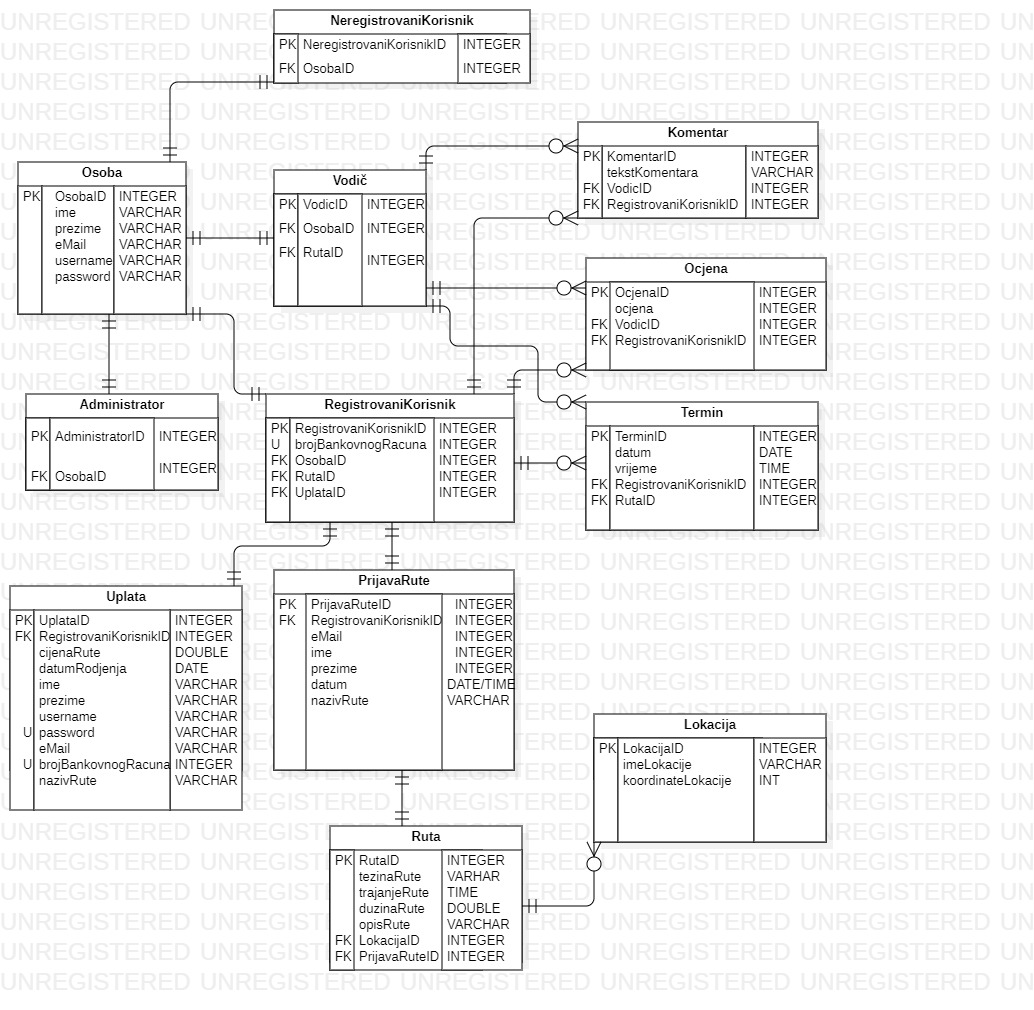 NeregistrovaniKorisnik
PK NeregistrovaniKorisnikID INTEGER
FK OsobaID INTEGER
Komentar
PK KomentarID INTEGER
tekstKomentara VARCHAR
FK VodicID INTEGER
FK RegistrovaniKorisnikID INTEGER
Osoba
PK OsobaID INTEGER
ime VARCHAR
prezime VARCHAR
eMail VARCHAR
username VARCHAR
password VARCHAR
Vodič
PK VodicID INTEGER
FK OsobaID INTEGER
FK RutaID INTEGER
Ocjena
PK OcjenaID INTEGER
ocjena INTEGER
FK VodicID INTEGER
FK RegistrovaniKorisnikID INTEGER
Administrator
PK AdministratorID INTEGER
FK OsobaID INTEGER
RegistrovaniKorisnik
PK RegistrovaniKorisnikID INTEGER
U brojBankovnogRacuna INTEGER
FK OsobaID INTEGER
FK RutaID INTEGER
FK UplataID INTEGER
Termin
PK TerminID INTEGER
datum DATE
vrijeme TIME
FK RegistrovaniKorisnikID INTEGER
FK RutaID INTEGER
Uplata
PK UplataID INTEGER
FK RegistrovaniKorisnikID INTEGER
cijenaRute DOUBLE
datumRodjenja DATE
ime VARCHAR
prezime VARCHAR
username VARCHAR
U password VARCHAR
eMail VARCHAR
U brojBankovnogRacuna INTEGER
nazivRute VARCHAR
PrijavaRute
PK PrijavaRuteID INTEGER
FK RegistrovaniKorisnikID INTEGER
eMail INTEGER
ime INTEGER
prezime INTEGER
datum DATE/TIME
nazivRute VARCHAR
Lokacija
PK LokacijaID INTEGER
imeLokacije VARCHAR
koordinateLokacije INT
Ruta
PK RutaID INTEGER
tezinaRute VARHAR
trajanjeRute TIME
duzinaRute DOUBLE
opisRute VARCHAR
FK LokacijaID INTEGER
FK PrijavaRuteID INTEGER